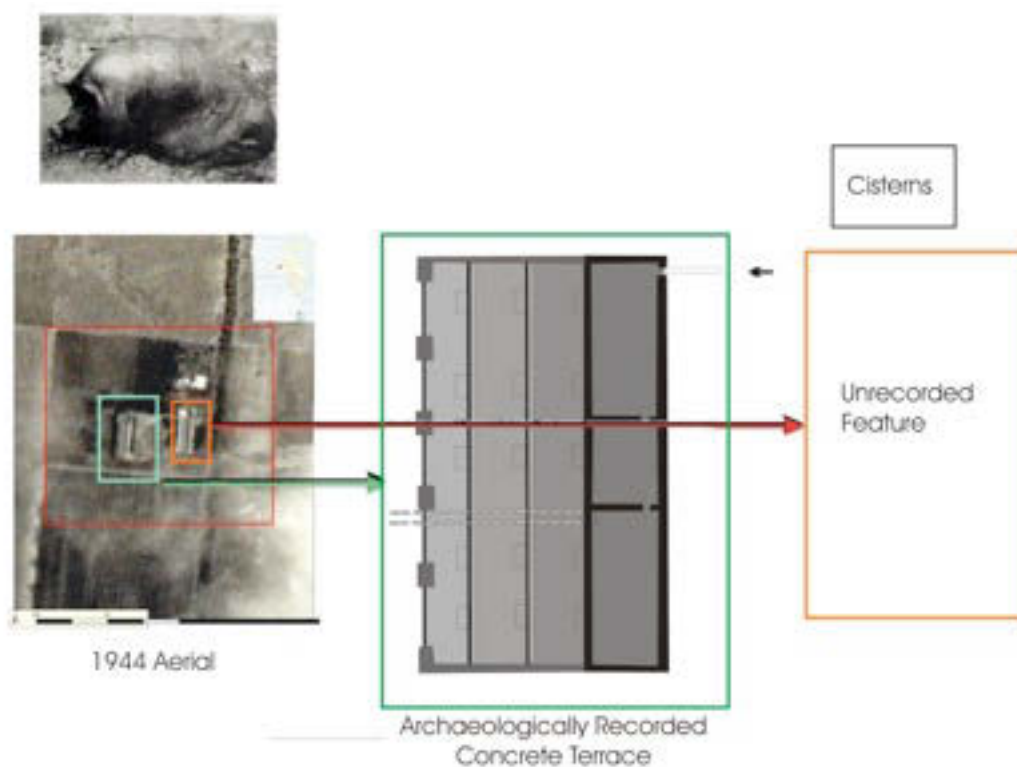 Cisterns
Unrecorded
Feature
1944 Aerial
Archaeologically Recorded
Concrete Terrace